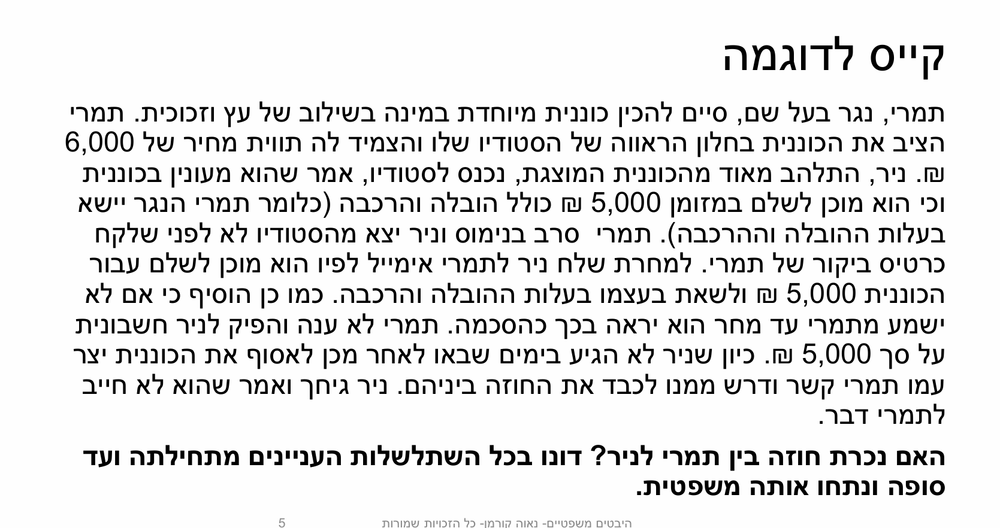 קייס לדוגמה
תמרי, נגר בעל שם, סיים להכין כוננית מיוחדת במינה בשילוב של עץ וזכוכית. תמרי
הציב את הכוננית בחלון הראווה של הסטודיו שלו והצמיד לה תווית מחיר של 6,000
₪. ניר, התלהב מאוד מהכוננית המוצגת, נכנס לסטודיו, אמר שהוא מעונין בכוננית
וכי הוא מוכן לשלם במזומן 5,000 ₪ כולל הובלה והרכבה (כלומר תמרי הנגר יישא
בעלות ההובלה וההרכבה). תמרי  סרב בנימוס וניר יצא מהסטודיו לא לפני שלקח
כרטיס ביקור של תמרי. למחרת שלח ניר לתמרי אימייל לפיו הוא מוכן לשלם עבור
הכוננית 5,000 ₪ ולשאת בעצמו בעלות ההובלה והרכבה. כמו כן הוסיף כי אם לא
ישמע מתמרי עד מחר הוא יראה בכך כהסכמה. תמרי לא ענה והפיק לניר חשבונית
על סך 5,000 ₪. כיון שניר לא הגיע בימים שבאו לאחר מכן לאסוף את הכוננית יצר
עמו תמרי קשר ודרש ממנו לכבד את החוזה ביניהם. ניר גיחך ואמר שהוא לא חייב
לתמרי דבר.
האם נכרת חוזה בין תמרי לניר? דונו בכל השתלשלות העניינים מתחילתה ועד
סופה ונתחו אותה משפטית.
היבטים משפטיים- נאוה קורמן- כל הזכויות שמורות
5